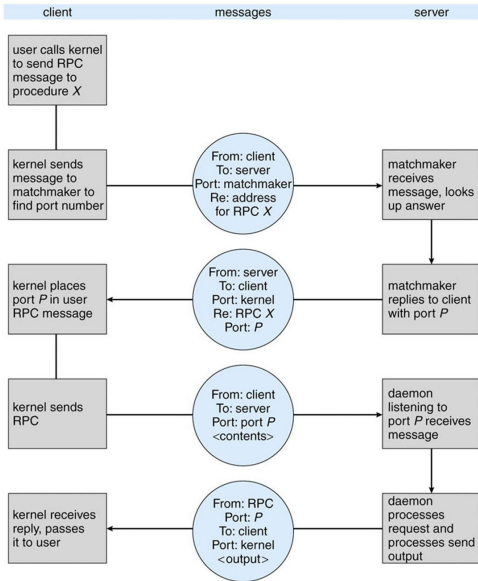 client messages server
user calls kernel
to send RPC
message to
procedure X
kernel sends
message to
matchmaker to
find port number
From: client
To: server
Port: matchmaker
Re: address
for RPC X
matchmaker
receives
message, looks
up answer
kernel places
port P in user
RPC message
From: server
To: client
Port: kernel
Re: RPC X
Port: P
matchmaker
replies to client
with port P
kernel sends
RPC
From: client
To: server
Port: port P
<contents>
daemon
listening to
port P receives
message
kernel receives
reply, passes
it to user
From: RPC
Port: P
To: client
Port: kernel
<output>
daemon
processes
request and
processes send
output